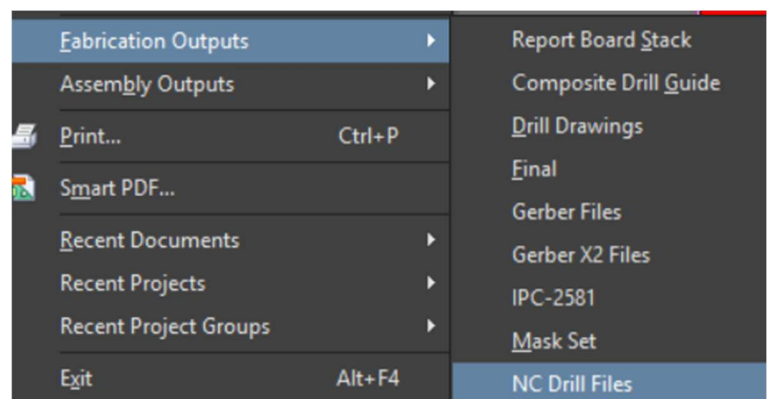 Fabrication Outputs
Assembly Outputs
Print... Ctrl+P
Smart PDF...
Recent Documents
Recent Projects
Recent Project Groups
Exit Alt+F4
Report Board Stack
Composite Drill Guide
Drill Drawings
Final
Gerber Files
Gerber X2 Files
IPC-2581
Mask Set
NC Drill Files